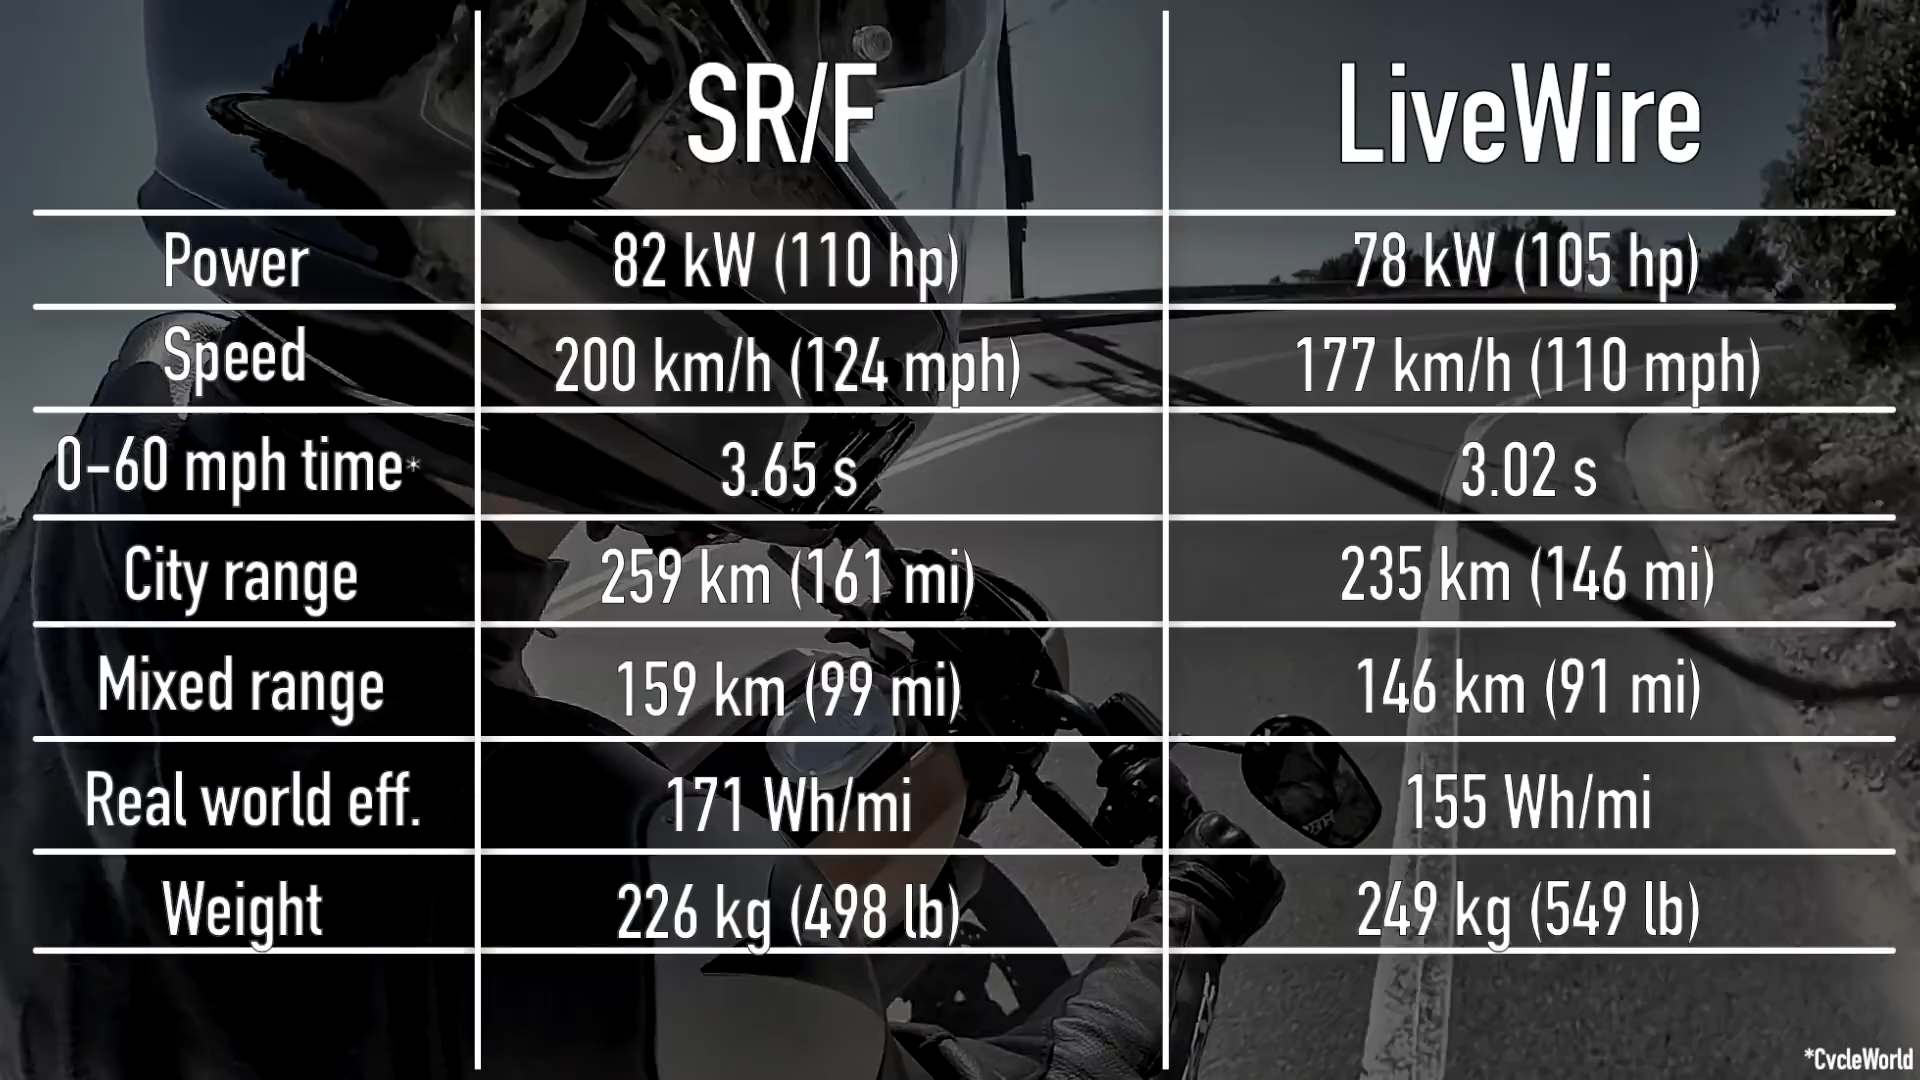 SR/F LiveWire
Power 82 kW (110 hp) 78 kW (105 hp)
Speed 200 km/h (124 mph) 177 km/h (110 mph)
0-60 mph time* 3.65 s 3.02 s
City range 259 km (161 mi) 235 km (146 mi)
Mixed range 159 km (99 mi) 146 km (91 mi)
Real world eff. 171 Wh/mi 155 Wh/mi
Weight 226 kg (498 lb) 249 kg (549 lb)
*CycleWorld